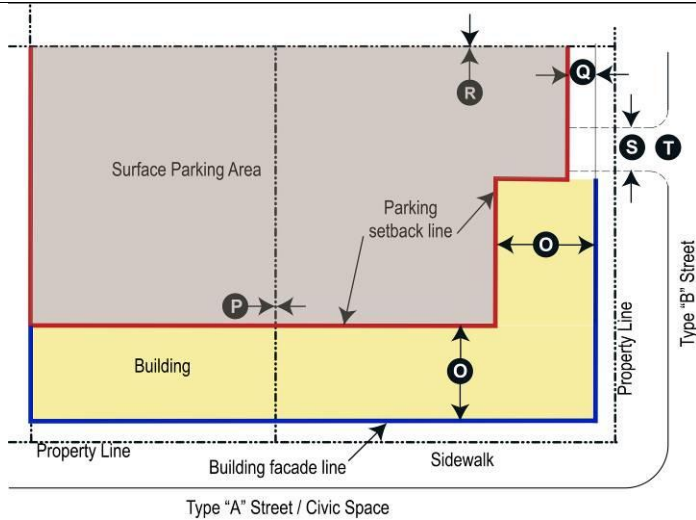 Q
R
S T
Surface Parking Area
Parking
setback line
O
P
Building
O
Property Line
Type "B" Street
Property Line
Building facade line
Sidewalk
Type "A" Street / Civic Space